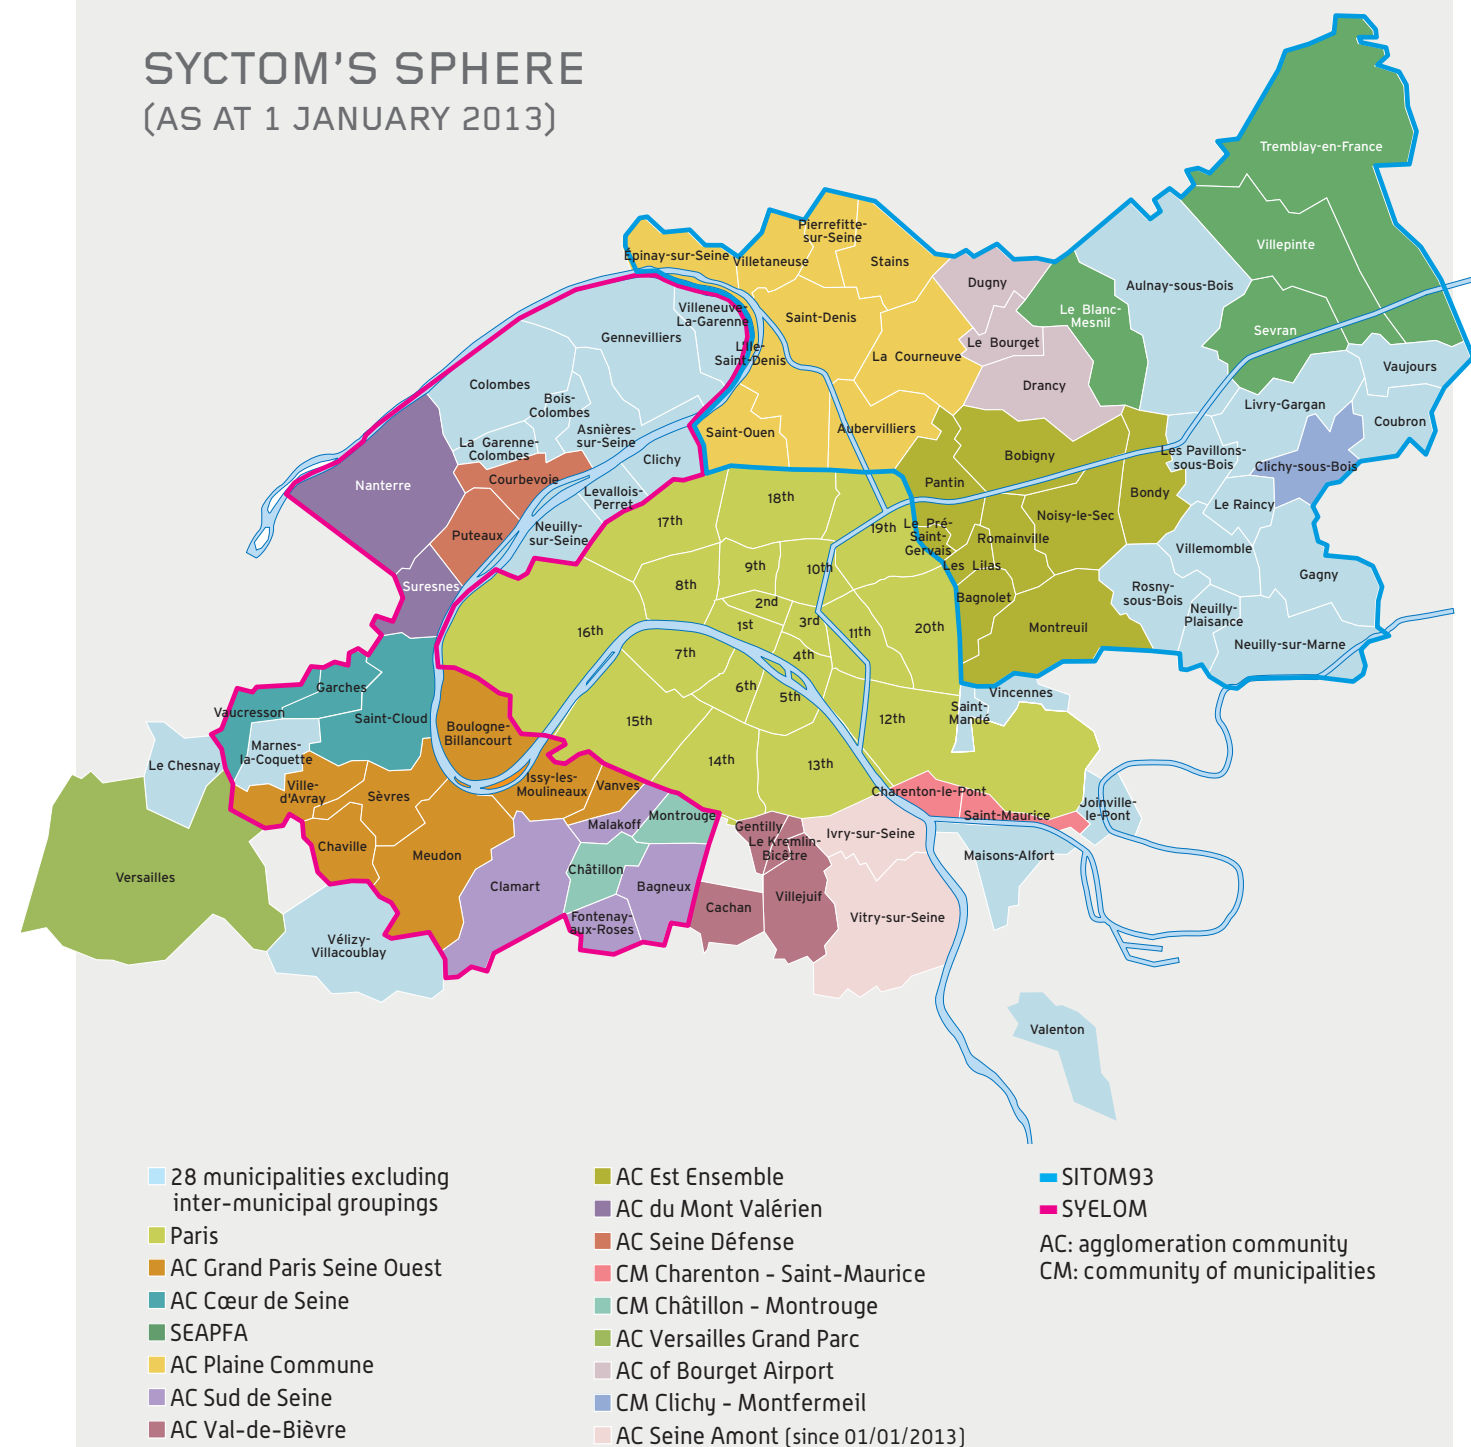 SYCTOM'S SPHERE
(AS AT 1 JANUARY 2013)
Tremblay-en-France
Villepinte
Sevran
Aulnay-sous-Bois
Le Blanc-
Mesnil
Dugny
Le Bourget
Drancy
Pierrefitte-
sur-Seine
Épinay-sur-Seine
Villetaneuse
Stains
Saint-Denis
La Courneuve
L'Ile-
Saint-Denis
Saint-Ouen
Aubervilliers
Villeneuve-
La-Garenne
Gennevilliers
Colombes
Bois-
Colombes
Asnières-
sur-Seine
La Garenne-
Colombes
Clichy
Courbevoie
Levallois-
Perret
Neuilly-
sur-Seine
Nanterre
Puteaux
Suresnes
Vaujours
Livry-Gargan
Coubron
Clichy-sous-Bois
Les Pavillons-
sous-Bois
Le Raincy
Villemomble
Gagny
Rosny-
sous-Bois
Neuilly-
Plaisance
Neuilly-sur-Marne
Bobigny
Pantin
Bondy
Noisy-le-Sec
Romainville
Le Pré-
Saint-
Gervais
Les Lilas
Bagnolet
Montreuil
17th
18th
19th
8th
9th
10th
2nd
1st
3rd
11th
20th
16th
7th
4th
6th
5th
15th
14th
13th
12th
Vincennes
Saint-
Mandé
Garches
Vaucresson
Saint-Cloud
Marnes-
la-Coquette
Le Chesnay
Versailles
Boulogne-
Billancourt
Ville-
d'Avray
Sèvres
Chaville
Meudon
Issy-les-
Moulineaux
Vanves
Malakoff
Montrouge
Châtillon
Clamart
Bagneux
Fontenay-
aux-Roses
Vélizy-
Villacoublay
Gentilly
Le Kremlin-
Bicêtre
Villejuif
Cachan
Ivry-sur-Seine
Vitry-sur-Seine
Charenton-le-Pont
Saint-Maurice
Joinville-
le-Pont
Maisons-Alfort
Valenton
28 municipalities excluding
inter-municipal groupings
Paris
AC Grand Paris Seine Ouest
AC Cœur de Seine
SEAPFA
AC Plaine Commune
AC Sud de Seine
AC Val-de-Bièvre
AC Est Ensemble
AC du Mont Valérien
AC Seine Défense
CM Charenton - Saint-Maurice
CM Châtillon - Montrouge
AC Versailles Grand Parc
AC of Bourget Airport
CM Clichy - Montfermeil
AC Seine Amont (since 01/01/2013)
SITOM93
SYELOM
AC: agglomeration community
CM: community of municipalities